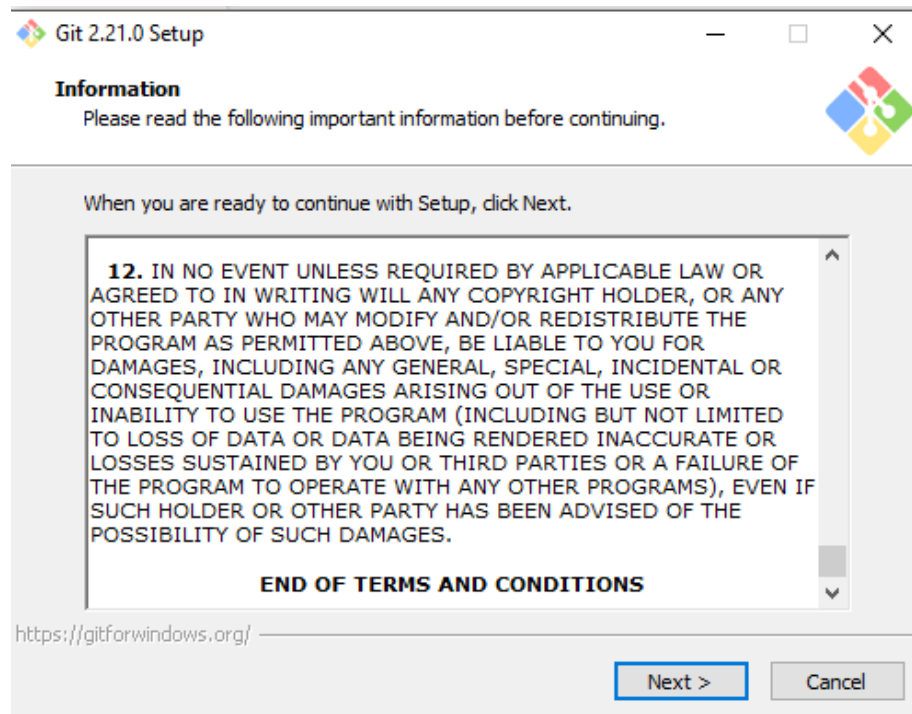 Git 2.21.0 Setup
Information
Please read the following important information before continuing.
When you are ready to continue with Setup, click Next.
12. IN NO EVENT UNLESS REQUIRED BY APPLICABLE LAW OR
AGREED TO IN WRITING WILL ANY COPYRIGHT HOLDER, OR ANY
OTHER PARTY WHO MAY MODIFY AND/OR REDISTRIBUTE THE
PROGRAM AS PERMITTED ABOVE, BE LIABLE TO YOU FOR
DAMAGES, INCLUDING ANY GENERAL, SPECIAL, INCIDENTAL OR
CONSEQUENTIAL DAMAGES ARISING OUT OF THE USE OR
INABILITY TO USE THE PROGRAM (INCLUDING BUT NOT LIMITED
TO LOSS OF DATA OR DATA BEING RENDERED INACCURATE OR
LOSSES SUSTAINED BY YOU OR THIRD PARTIES OR A FAILURE OF
THE PROGRAM TO OPERATE WITH ANY OTHER PROGRAMS), EVEN IF
SUCH HOLDER OR OTHER PARTY HAS BEEN ADVISED OF THE
POSSIBILITY OF SUCH DAMAGES.
END OF TERMS AND CONDITIONS
https://gitforwindows.org/
Next >
Cancel